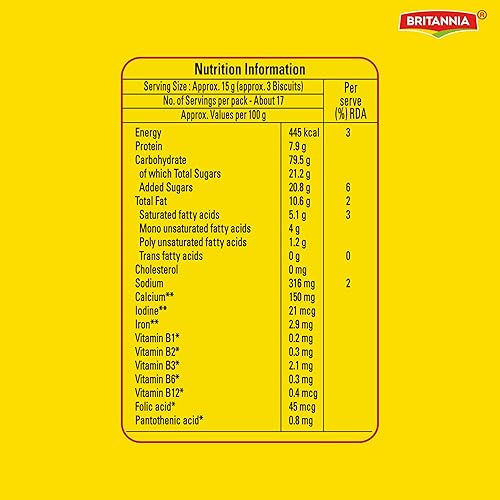 BRITANNIA ®
Nutrition Information
Serving Size : Approx. 15 g (approx. 3 Biscuits)
No. of Servings per pack - About 17
Approx. Values per 100 g
Per
serve
(%) RDA
Energy 445 kcal 3
Protein 7.9 g
Carbohydrate 79.5 g
of which Total Sugars 21.2 g
Added Sugars 20.8 g 6
Total Fat 10.6 g 2
Saturated fatty acids 5.1 g 3
Mono unsaturated fatty acids 4 g
Poly unsaturated fatty acids 1.2 g
Trans fatty acids 0 g 0
Cholesterol 0 mg
Sodium 316 mg 2
Calcium** 150 mg
Iodine** 21 mcg
Iron** 2.9 mg
Vitamin B1* 0.2 mg
Vitamin B2* 0.3 mg
Vitamin B3* 2.1 mg
Vitamin B6* 0.3 mg
Vitamin B12* 0.4 mcg
Folic acid* 45 mcg
Pantothenic acid* 0.8 mg